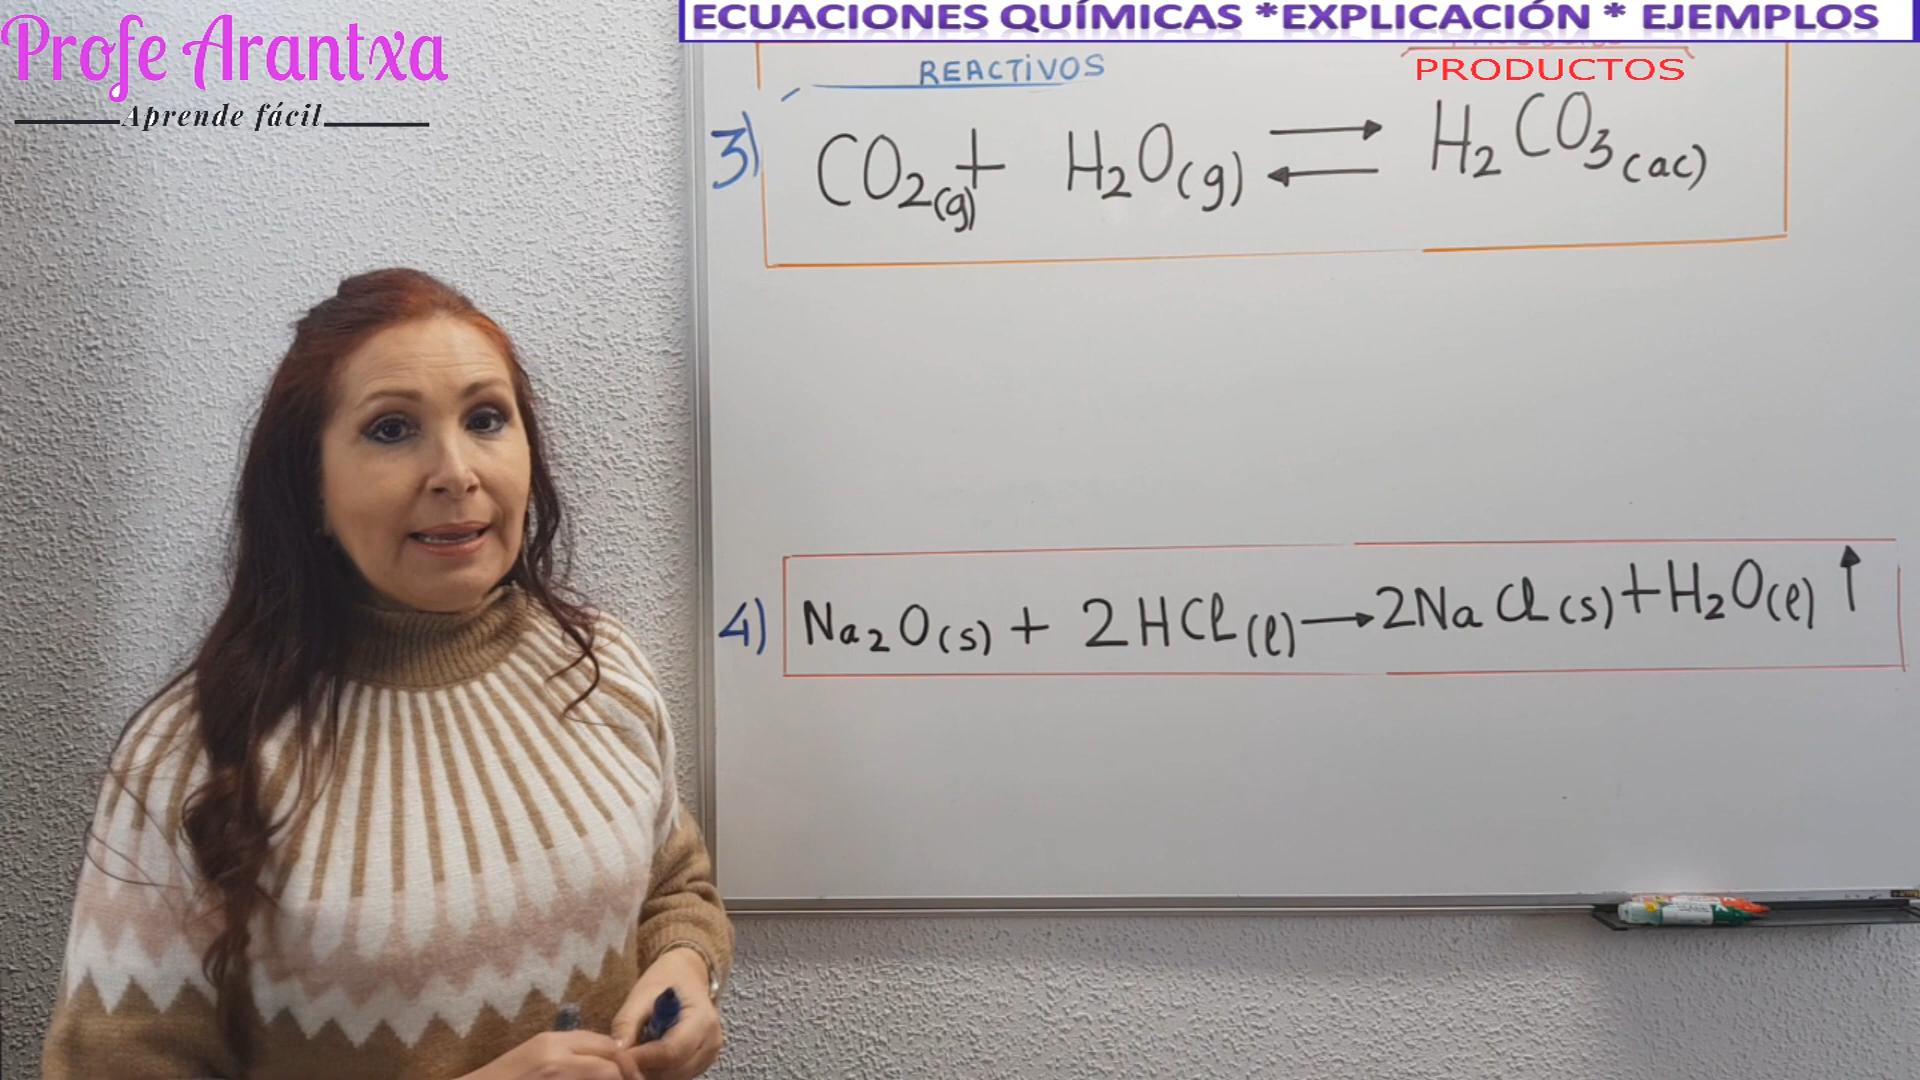 Profe Arantxa
Aprende fácil
ECUACIONES QUÍMICAS *EXPLICACIÓN * EJEMPLOS
REACTIVOS
PRODUCTOS
3) CO2(g) + H2O(g) ⇄ H2CO3(ac)
4) Na2O(s) + 2HCl(l) → 2NaCl(s) + H2O(l) ↑